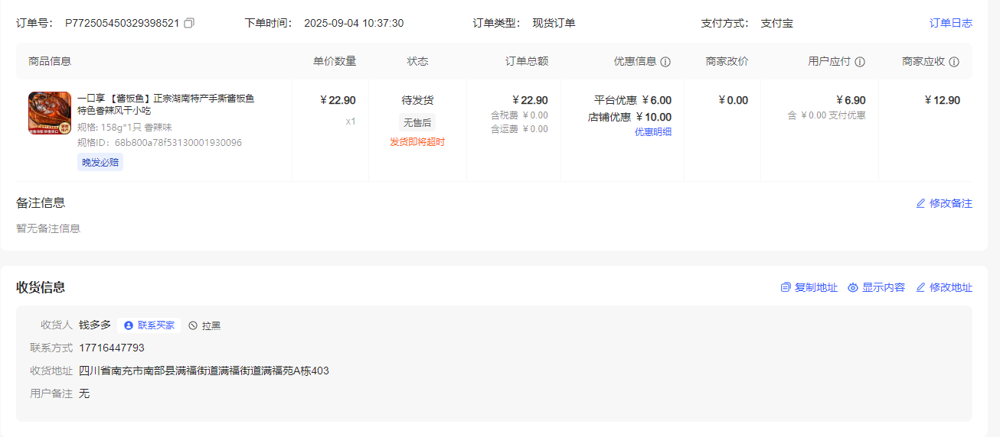 订单号： P772505450329398521 下单时间： 2025-09-04 10:37:30 订单类型： 现货订单 支付方式： 支付宝 订单日志
商品信息 单价数量 状态 订单总额 优惠信息 商家改价 用户应付 商家应收
一口享 【酱板鱼】正宗湖南特产手撕酱板鱼 ￥22.90 待发货 ￥22.90 平台优惠 ￥6.00 ￥0.00 ￥6.90 ￥12.90
特色香辣风干小吃 x1 无售后 含税费 ￥0.00 店铺优惠 ￥10.00 含 ￥0.00 支付优惠
规格: 158g*1只 香辣味 含运费 ￥0.00 优惠明细
规格ID：68b800a78f53130001930096 发货即将超时
晚发必赔
备注信息 修改备注
暂无备注信息
收货信息 复制地址 显示内容 修改地址
收货人 钱多多 联系买家 拉黑
联系方式 17716447793
收货地址 四川省南充市南部县满福街道满福街道满福苑A栋403
用户备注 无